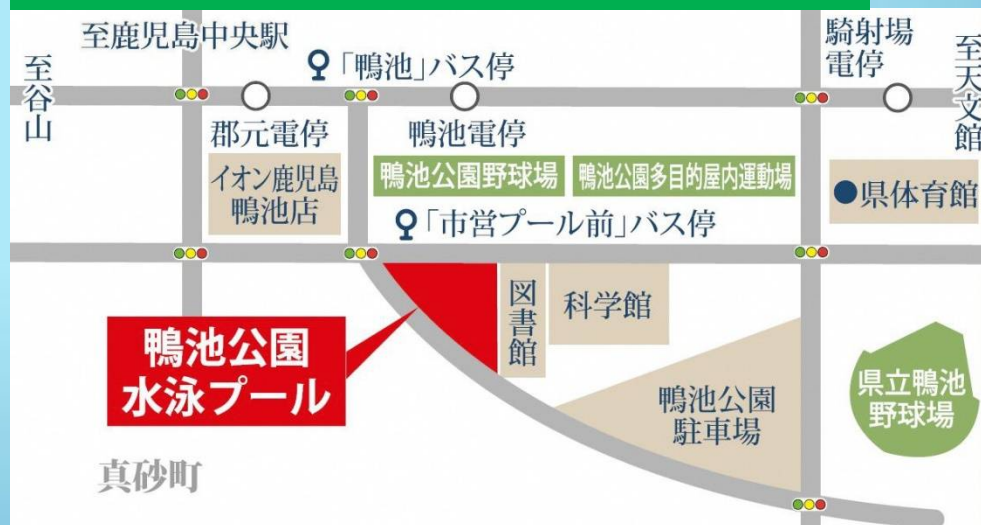 至鹿児島中央駅
至谷山
「鴨池」バス停
騎射場
電停
至天文館
郡元電停
鴨池電停
イオン鹿児島
鴨池店
鴨池公園野球場
鴨池公園多目的屋内運動場
●県体育館
「市営プール前」バス停
図書館
科学館
鴨池公園
水泳プール
鴨池公園
駐車場
県立鴨池
野球場
真砂町